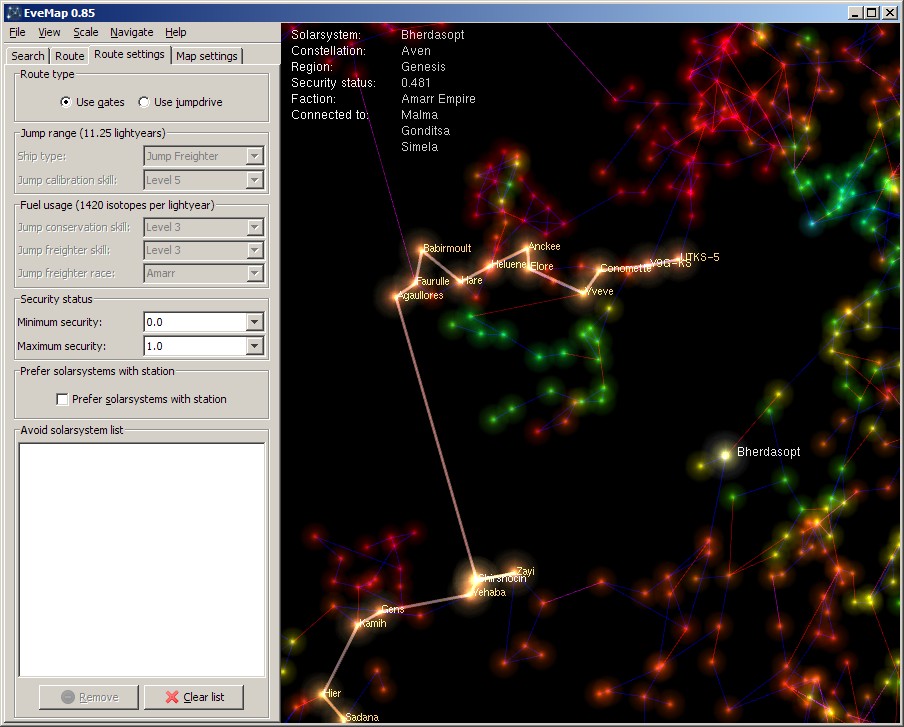 EveMap 0.85
File View Scale Navigate Help
Search Route Route settings Map settings
Route type
Use gates Use jumpdrive
Jump range (11.25 lightyears)
Ship type: Jump Freighter
Jump calibration skill: Level 5
Fuel usage (1420 isotopes per lightyear)
Jump conservation skill: Level 3
Jump freighter skill: Level 3
Jump freighter race: Amarr
Security status
Minimum security: 0.0
Maximum security: 1.0
Prefer solarsystems with station
Prefer solarsystems with station
Avoid solarsystem list
Remove Clear list
Solarsystem: Bherdasopt
Constellation: Aven
Region: Genesis
Security status: 0.481
Faction: Amarr Empire
Connected to: Malma
Gonditsa
Simela
Babirmoult
Anckee
Heluene
Elore
Conomette
Y9G-KS
UTKS-5
Faurulle
Hare
Agaullores
Yveve
Bherdasopt
Zayi
Shirshocin
Yehaba
Gens
Kamih
Hier
Sadana